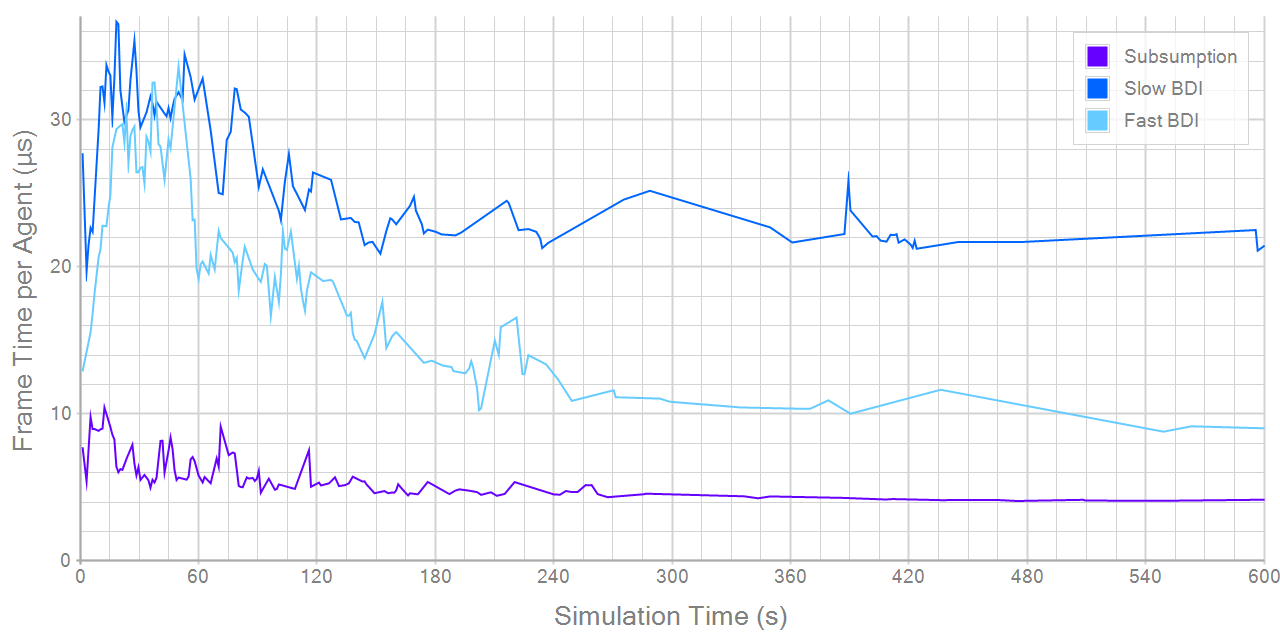 Frame Time per Agent (µs)
30
20
10
0
Subsumption
Slow BDI
Fast BDI
0 60 120 180 240 300 360 420 480 540 600
Simulation Time (s)